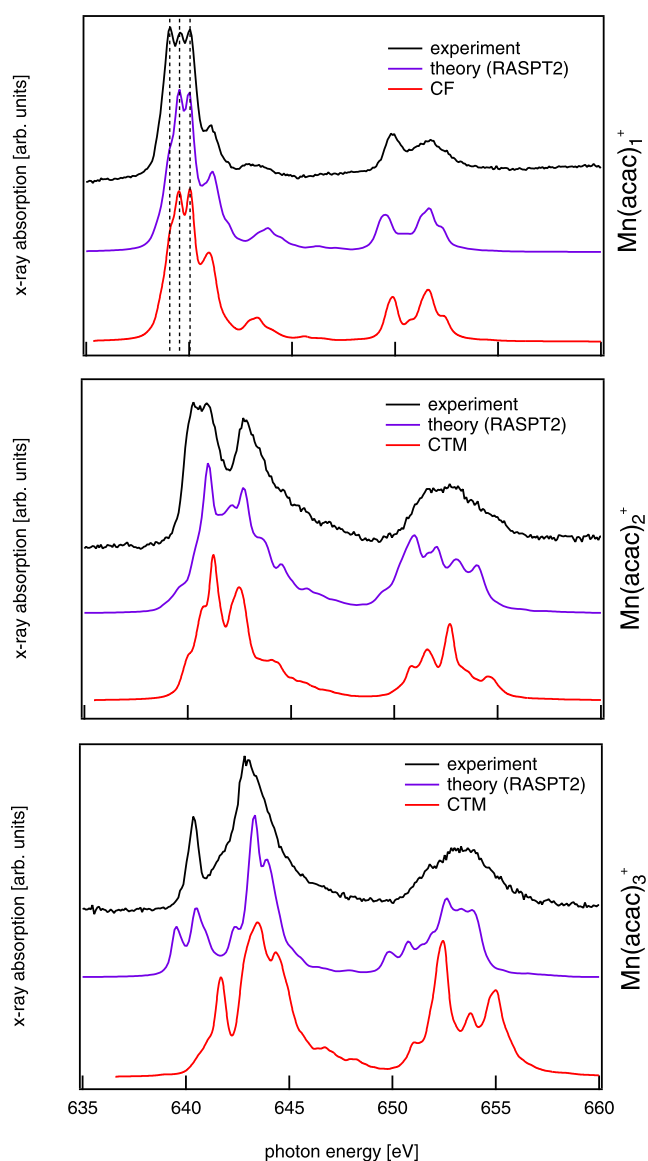 experiment
theory (RASPT2)
CF
x-ray absorption [arb. units]
Mn(acac)₁⁺
experiment
theory (RASPT2)
CTM
x-ray absorption [arb. units]
Mn(acac)₂⁺
experiment
theory (RASPT2)
CTM
x-ray absorption [arb. units]
Mn(acac)₃⁺
635 640 645 650 655 660
photon energy [eV]